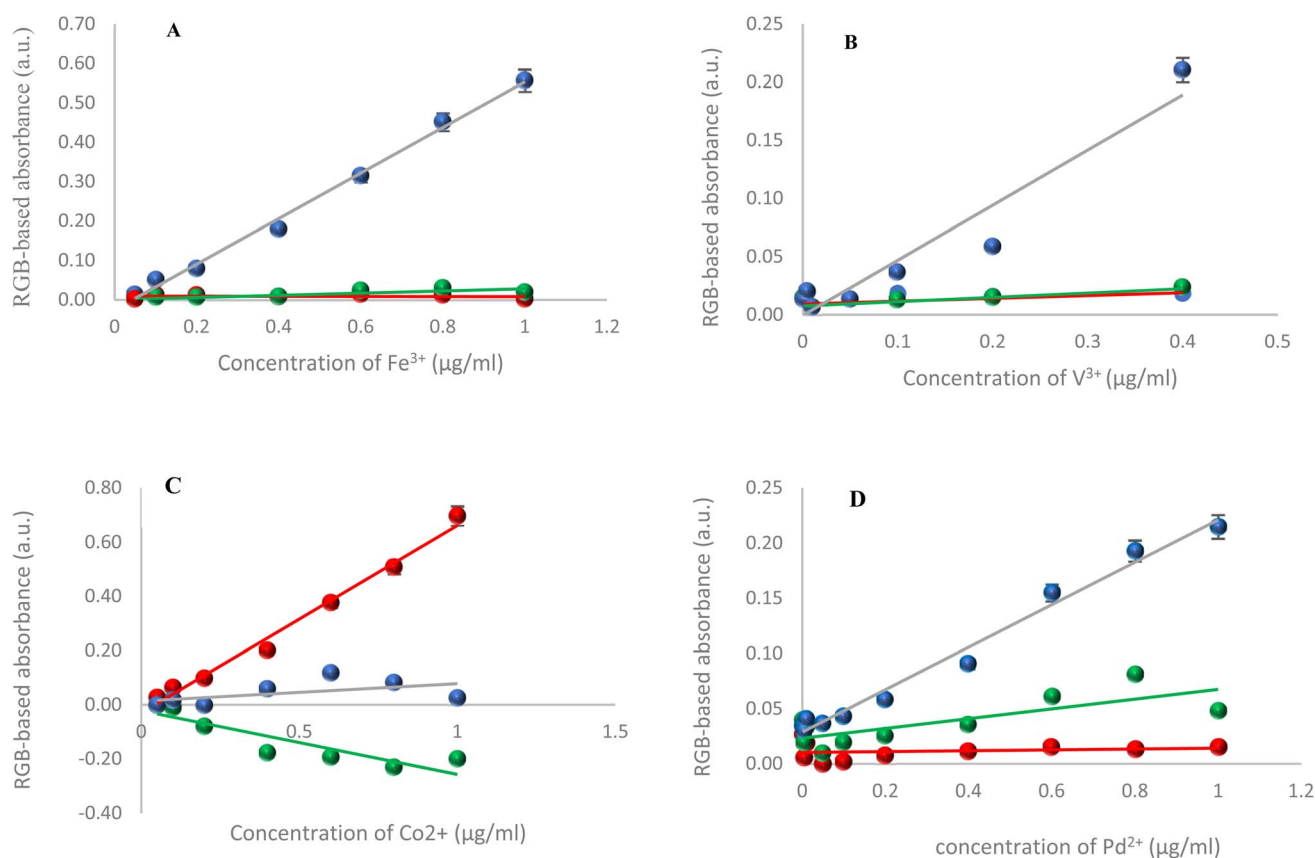 A
RGB-based absorbance (a.u.)
0.70
0.60
0.50
0.40
0.30
0.20
0.10
0.00
0 0.2 0.4 0.6 0.8 1 1.2
Concentration of Fe³⁺ (µg/ml)
B
RGB-based absorbance (a.u.)
0.25
0.20
0.15
0.10
0.05
0.00
0 0.1 0.2 0.3 0.4 0.5
Concentration of V³⁺ (µg/ml)
C
RGB-based absorbance (a.u.)
0.80
0.60
0.40
0.20
0.00
-0.20
-0.40
0.5 1 1.5
Concentration of Co2+ (µg/ml)
D
RGB-based absorbance (a.u.)
0.25
0.20
0.15
0.10
0.05
0.00
0 0.2 0.4 0.6 0.8 1 1.2
concentration of Pd²⁺ (µg/ml)